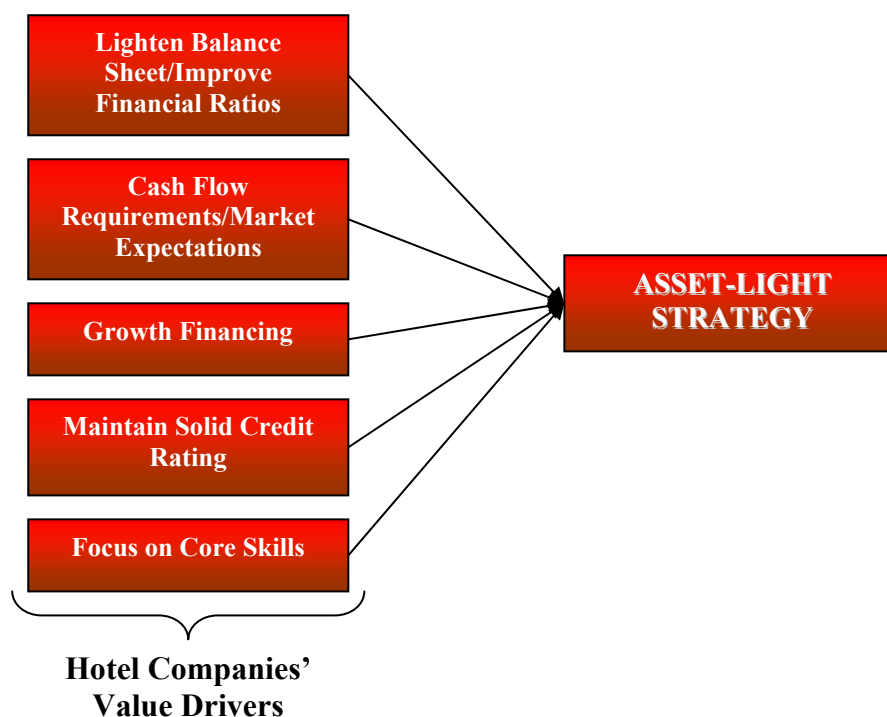 Lighten Balance
Sheet/Improve
Financial Ratios
Cash Flow
Requirements/Market
Expectations
Growth Financing
Maintain Solid Credit
Rating
Focus on Core Skills
ASSET-LIGHT
STRATEGY
Hotel Companies’
Value Drivers